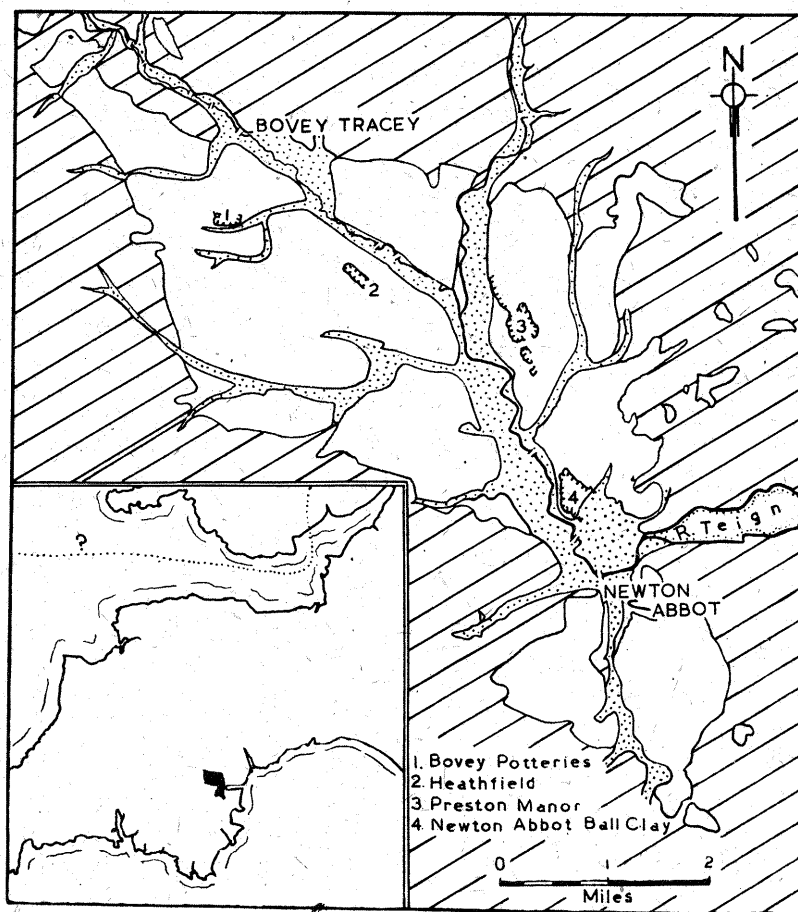 N
BOVEY TRACEY
1
2
3
4
R. Teign
?
NEWTON
ABBOT
1. Bovey Potteries
2. Heathfield
3. Preston Manor
4. Newton Abbot Ball Clay
0 1 2
Miles